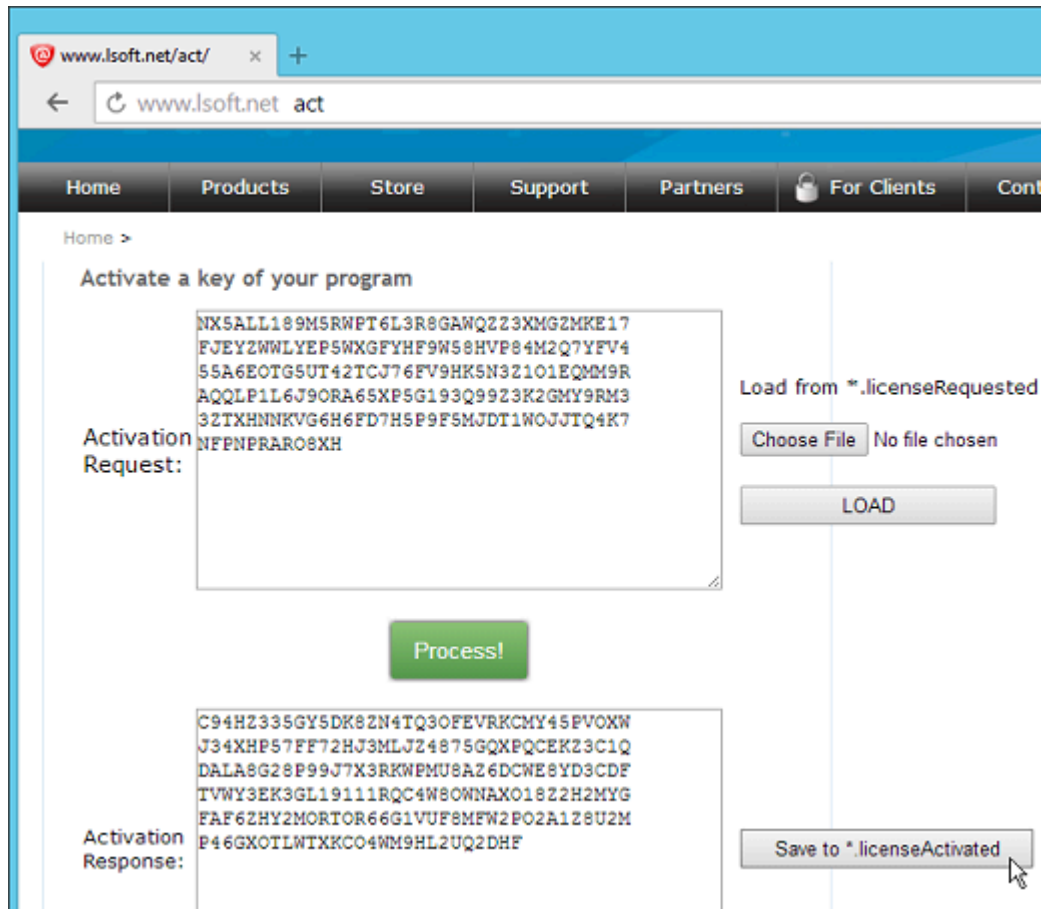 www.lsoft.net/act/
www.lsoft.net act
Home Products Store Support Partners For Clients Cont
Home >
Activate a key of your program
Activation Request:
NX5ALL189M5RWPT6L3R8GAWQZZ3XMGZMKE17
FJEYZWWLYEP5WXGFYHF9W58HVP84M2Q7YFV4
55A6EOTG5UT42TCJ76FV9HK5N3Z1O1EQMM9R
AQQLP1L6J9ORA65XP5G193Q99Z3K2GMY9RM3
3ZTXHNNKVG6H6FD7H5P9F5MJDT1WOJJTQ4K7
NFPNPRARO8XH
Load from *.licenseRequested
Choose File No file chosen
LOAD
Process!
Activation
Response:
C94HZ335GY5DK8ZN4TQ3OFEVRKCMY45PVOXW
J34XHP57FF72HJ3MLJZ4875GQXPQCEKZ3C1Q
DALA8G28P99J7X3RKWPMU8AZ6DCWE8YD3CDF
TVWY3EK3GL19111RQC4W8OWNAXO18Z2H2MYG
FAF6ZHY2MORTOR66G1VUF8MFW2PO2A1Z8U2M
P46GXOTLWTXKCO4WM9HL2UQ2DHF
Save to *.licenseActivated